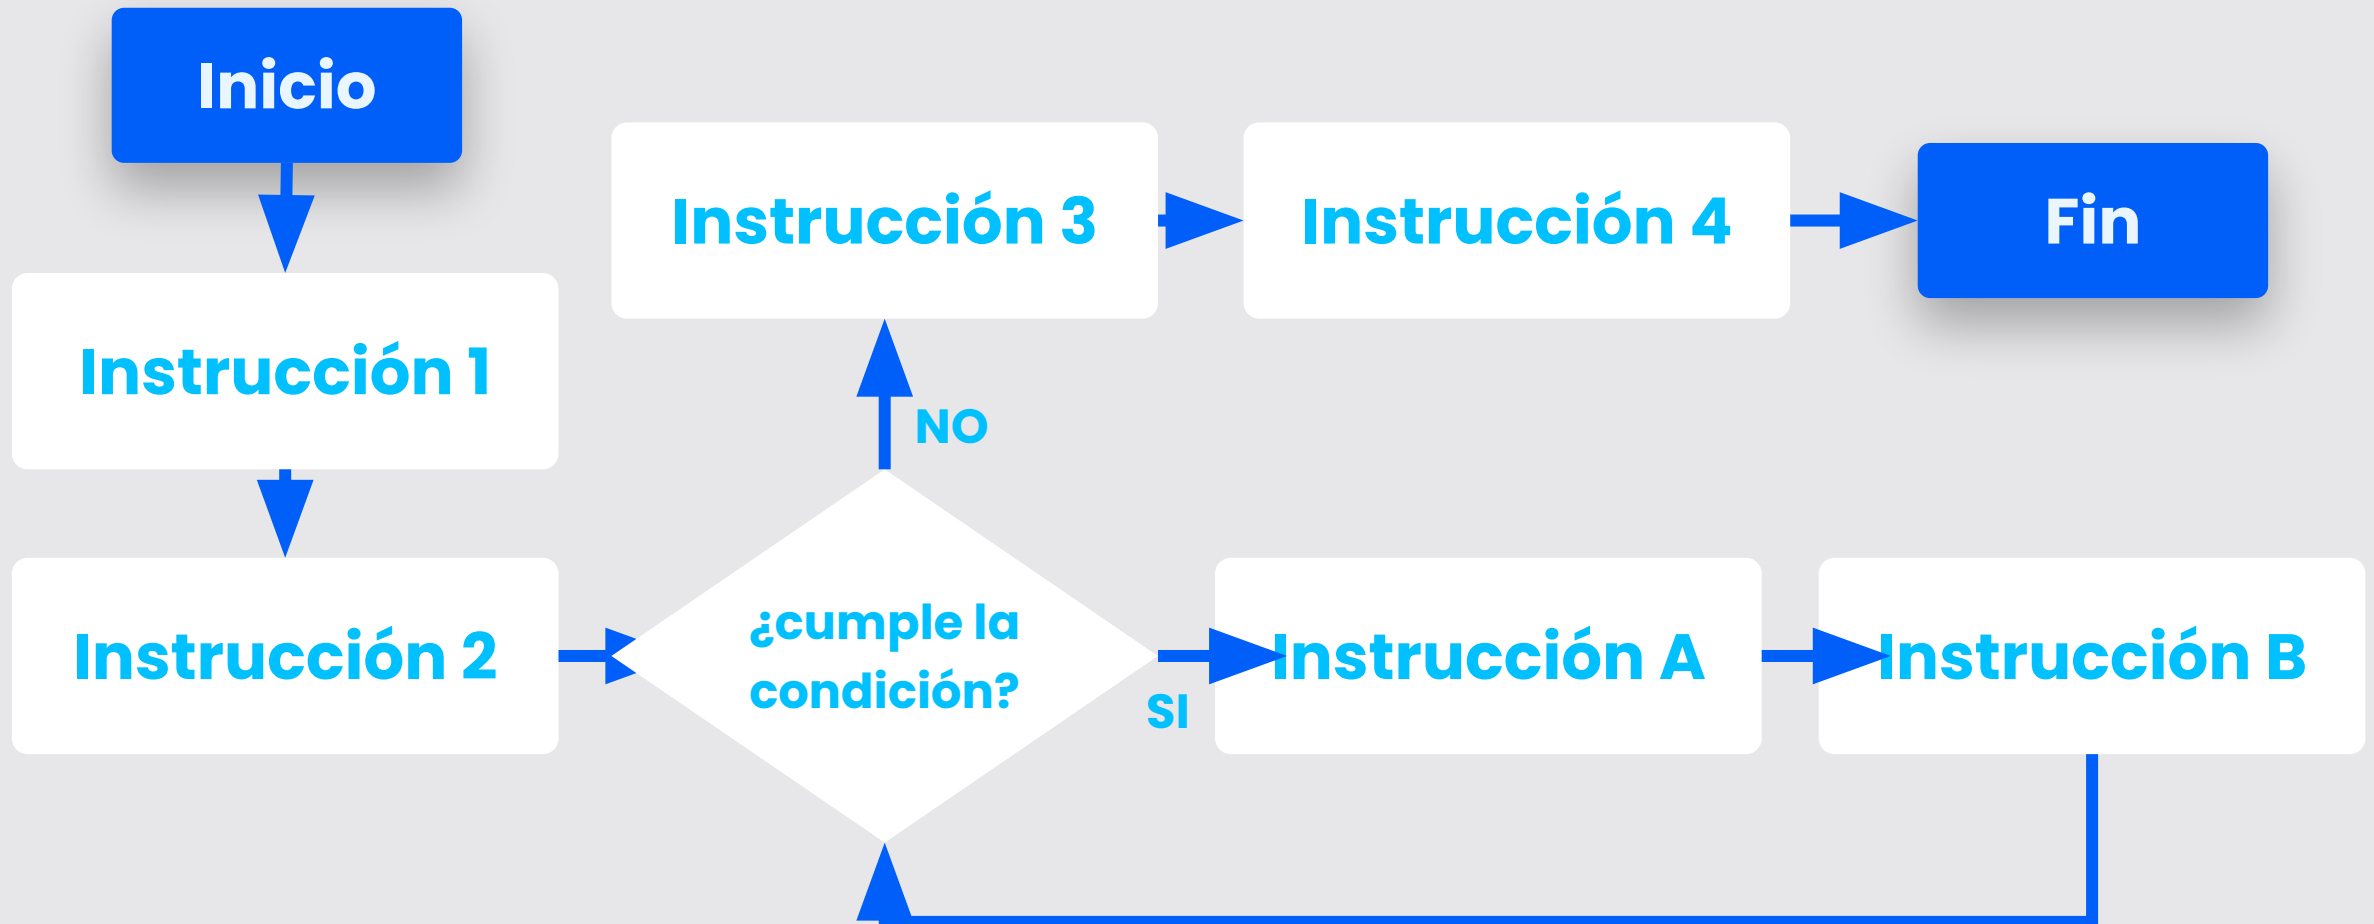 Inicio
Instrucción 1
Instrucción 2
¿cumple la
condición?
NO
Instrucción 3
Instrucción 4
Fin
SI
Instrucción A
Instrucción B